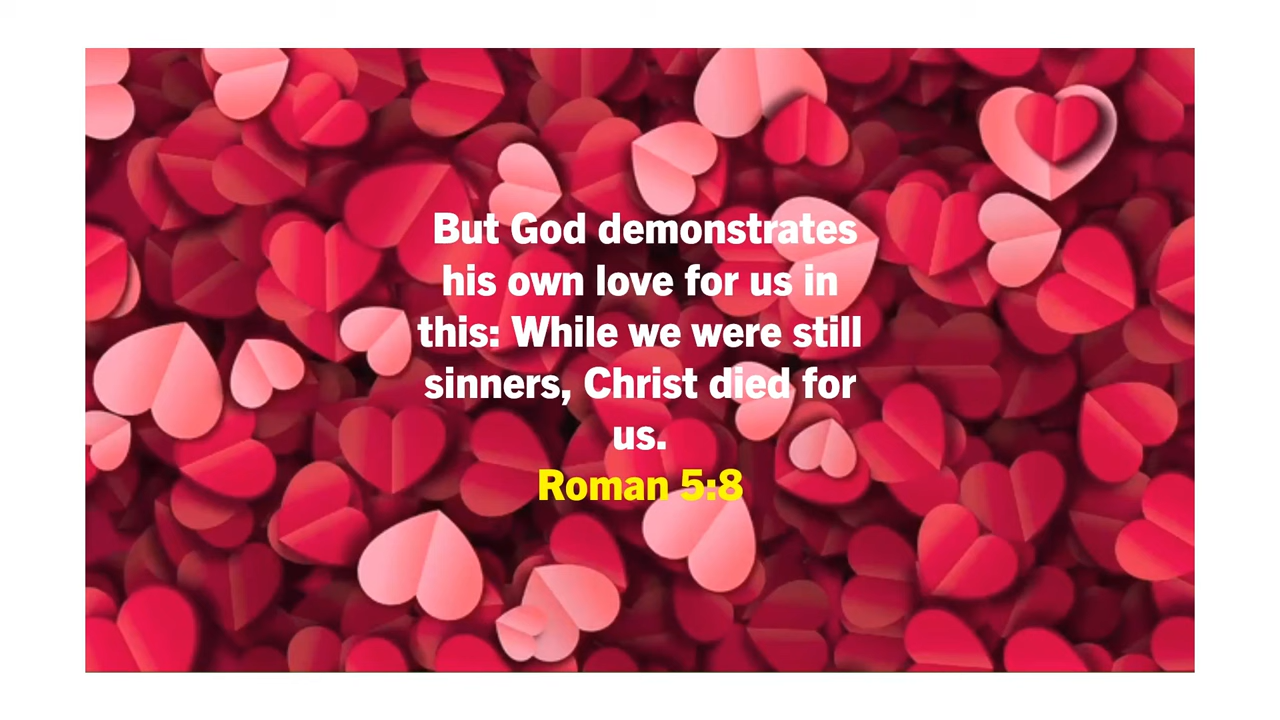 But God demonstrates
his own love for us in
this: While we were still
sinners, Christ died for
us.
Roman 5:8